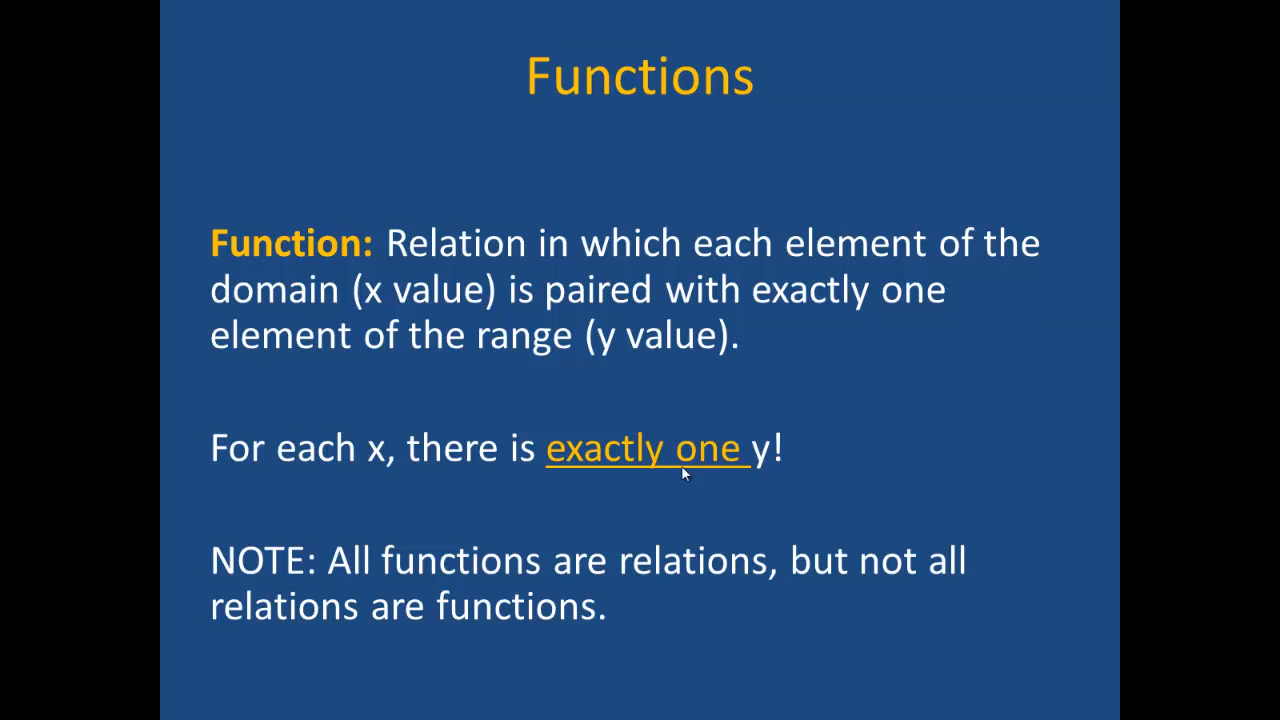 Functions
Function: Relation in which each element of the
domain (x value) is paired with exactly one
element of the range (y value).
For each x, there is exactly one y!
NOTE: All functions are relations, but not all
relations are functions.